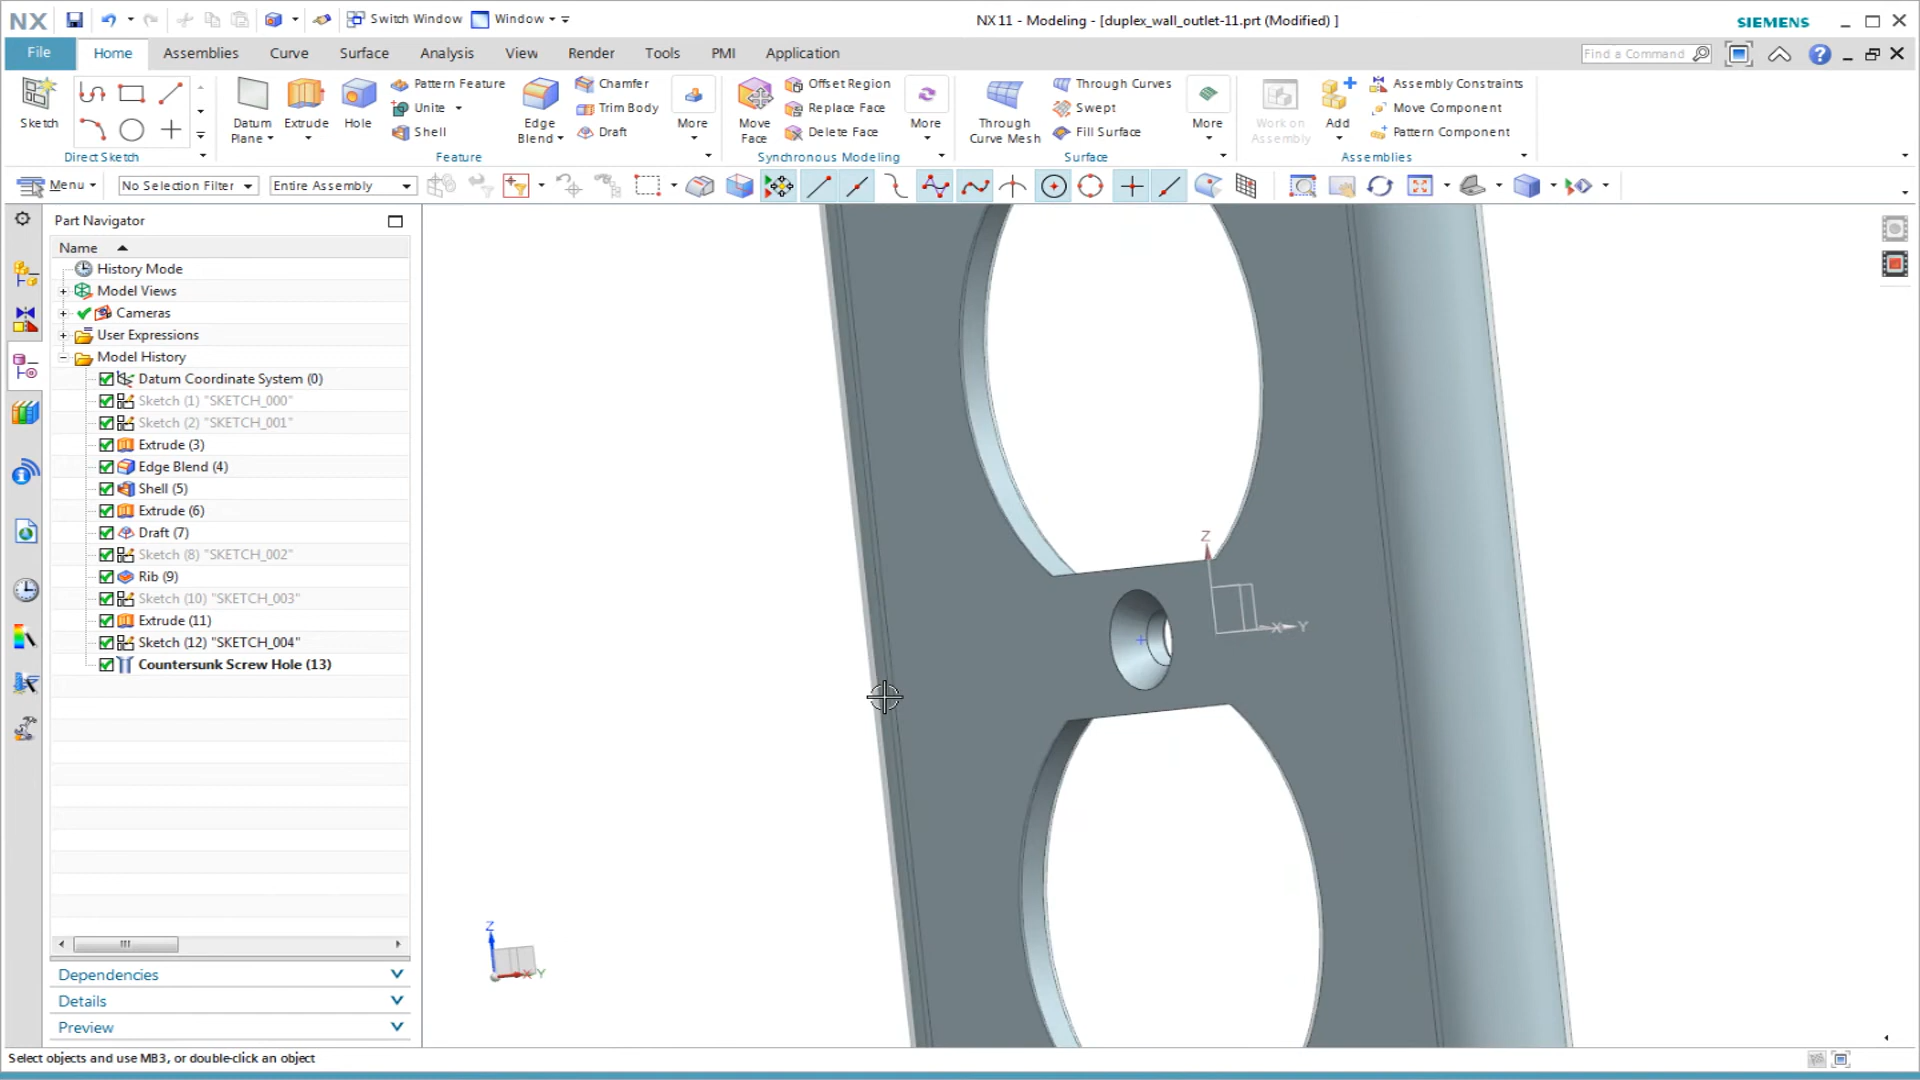 NX
Switch Window
Window
NX 11 - Modeling - [duplex_wall_outlet-11.prt (Modified) ]
SIEMENS
File
Home
Assemblies
Curve
Surface
Analysis
View
Render
Tools
PMI
Application
Find a Command
Sketch
Direct Sketch
Datum
Plane
Extrude
Hole
Pattern Feature
Unite
Shell
Edge
Blend
Chamfer
Trim Body
Draft
More
Feature
Move
Face
Offset Region
Replace Face
Delete Face
More
Synchronous Modeling
Through
Curve Mesh
Through Curves
Swept
Fill Surface
More
Surface
Work on
Assembly
Add
Assembly Constraints
Move Component
Pattern Component
Assemblies
Menu
No Selection Filter
Entire Assembly
Part Navigator
Name
History Mode
Model Views
Cameras
User Expressions
Model History
Datum Coordinate System (0)
Sketch (1) "SKETCH_000"
Sketch (2) "SKETCH_001"
Extrude (3)
Edge Blend (4)
Shell (5)
Extrude (6)
Draft (7)
Sketch (8) "SKETCH_002"
Rib (9)
Sketch (10) "SKETCH_003"
Extrude (11)
Sketch (12) "SKETCH_004"
Countersunk Screw Hole (13)
Dependencies
Details
Preview
Z
X
Y
Z
X
Y
Select objects and use MB3, or double-click an object